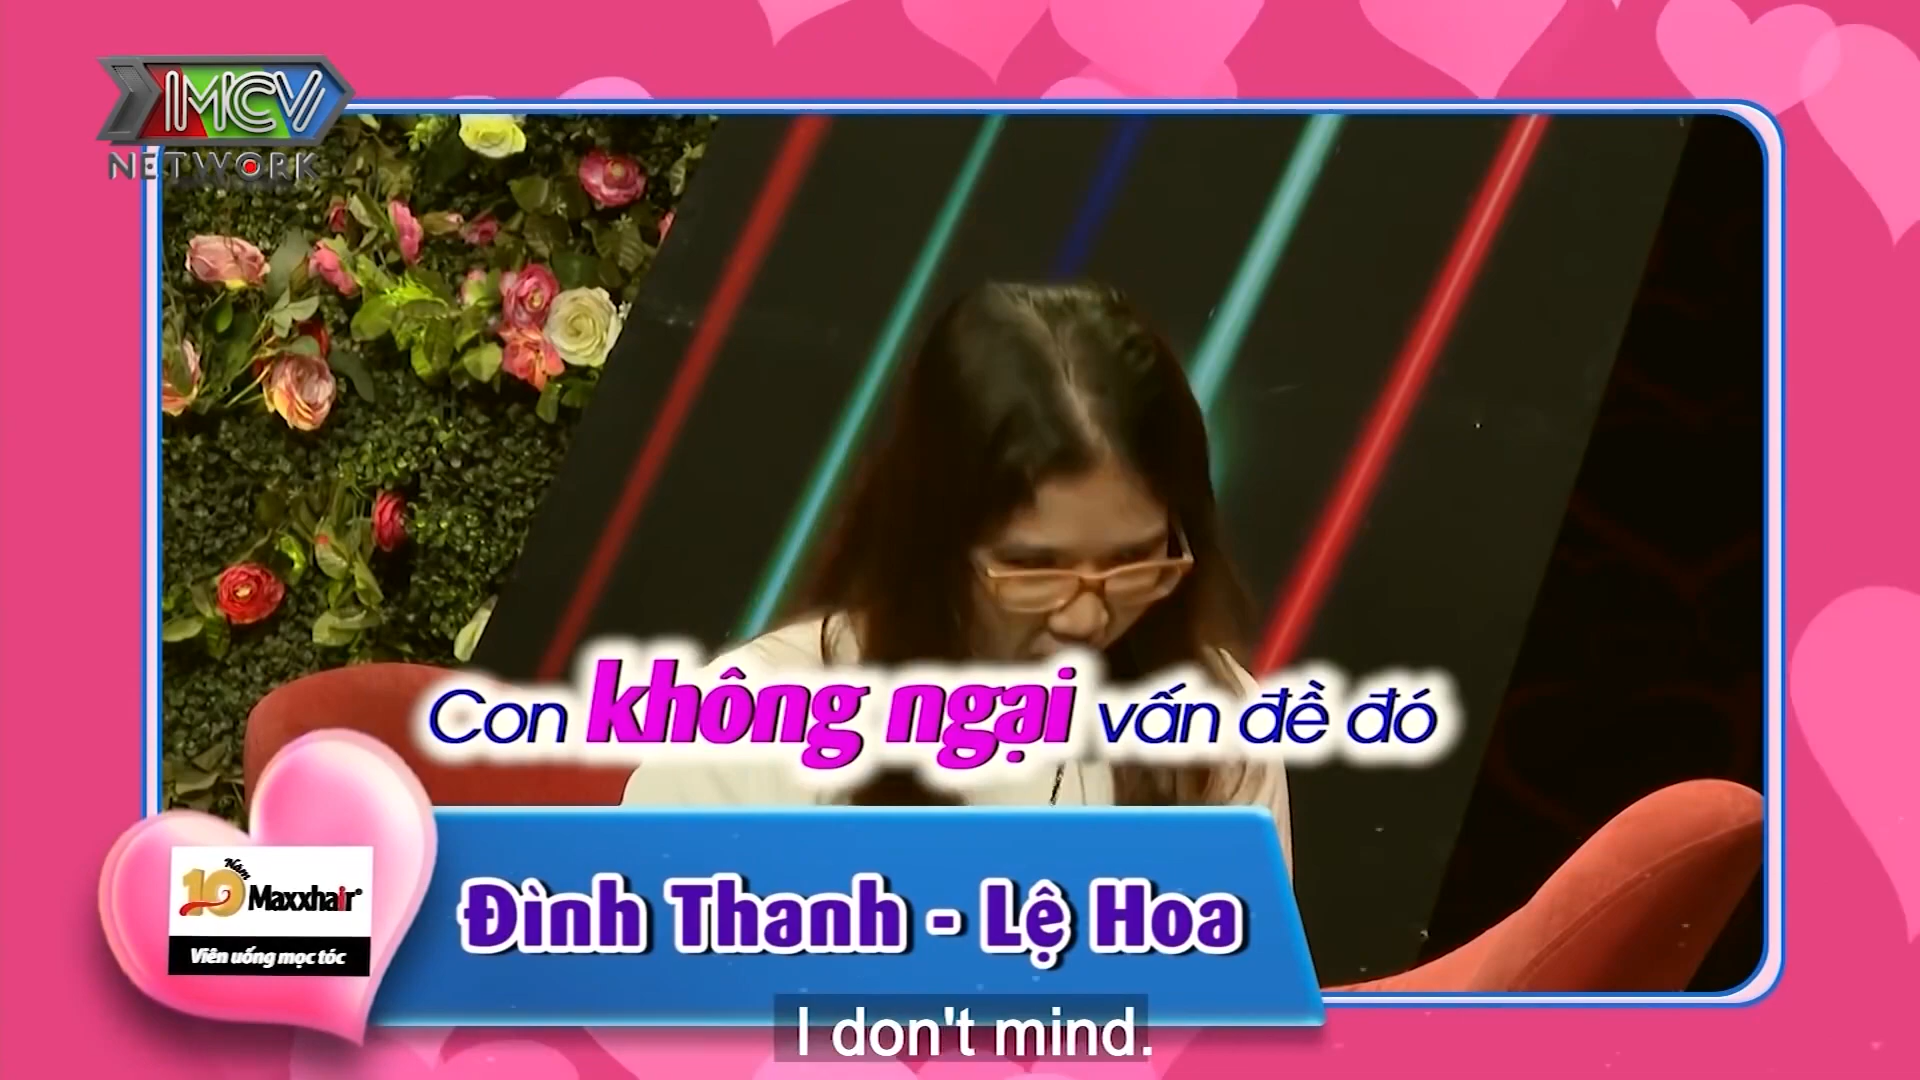 MCV
NETWORK
Con không ngại vấn đề đó
10 Năm Maxxhair®
Viên uống mọc tóc
Đình Thanh - Lệ Hoa
I don't mind.